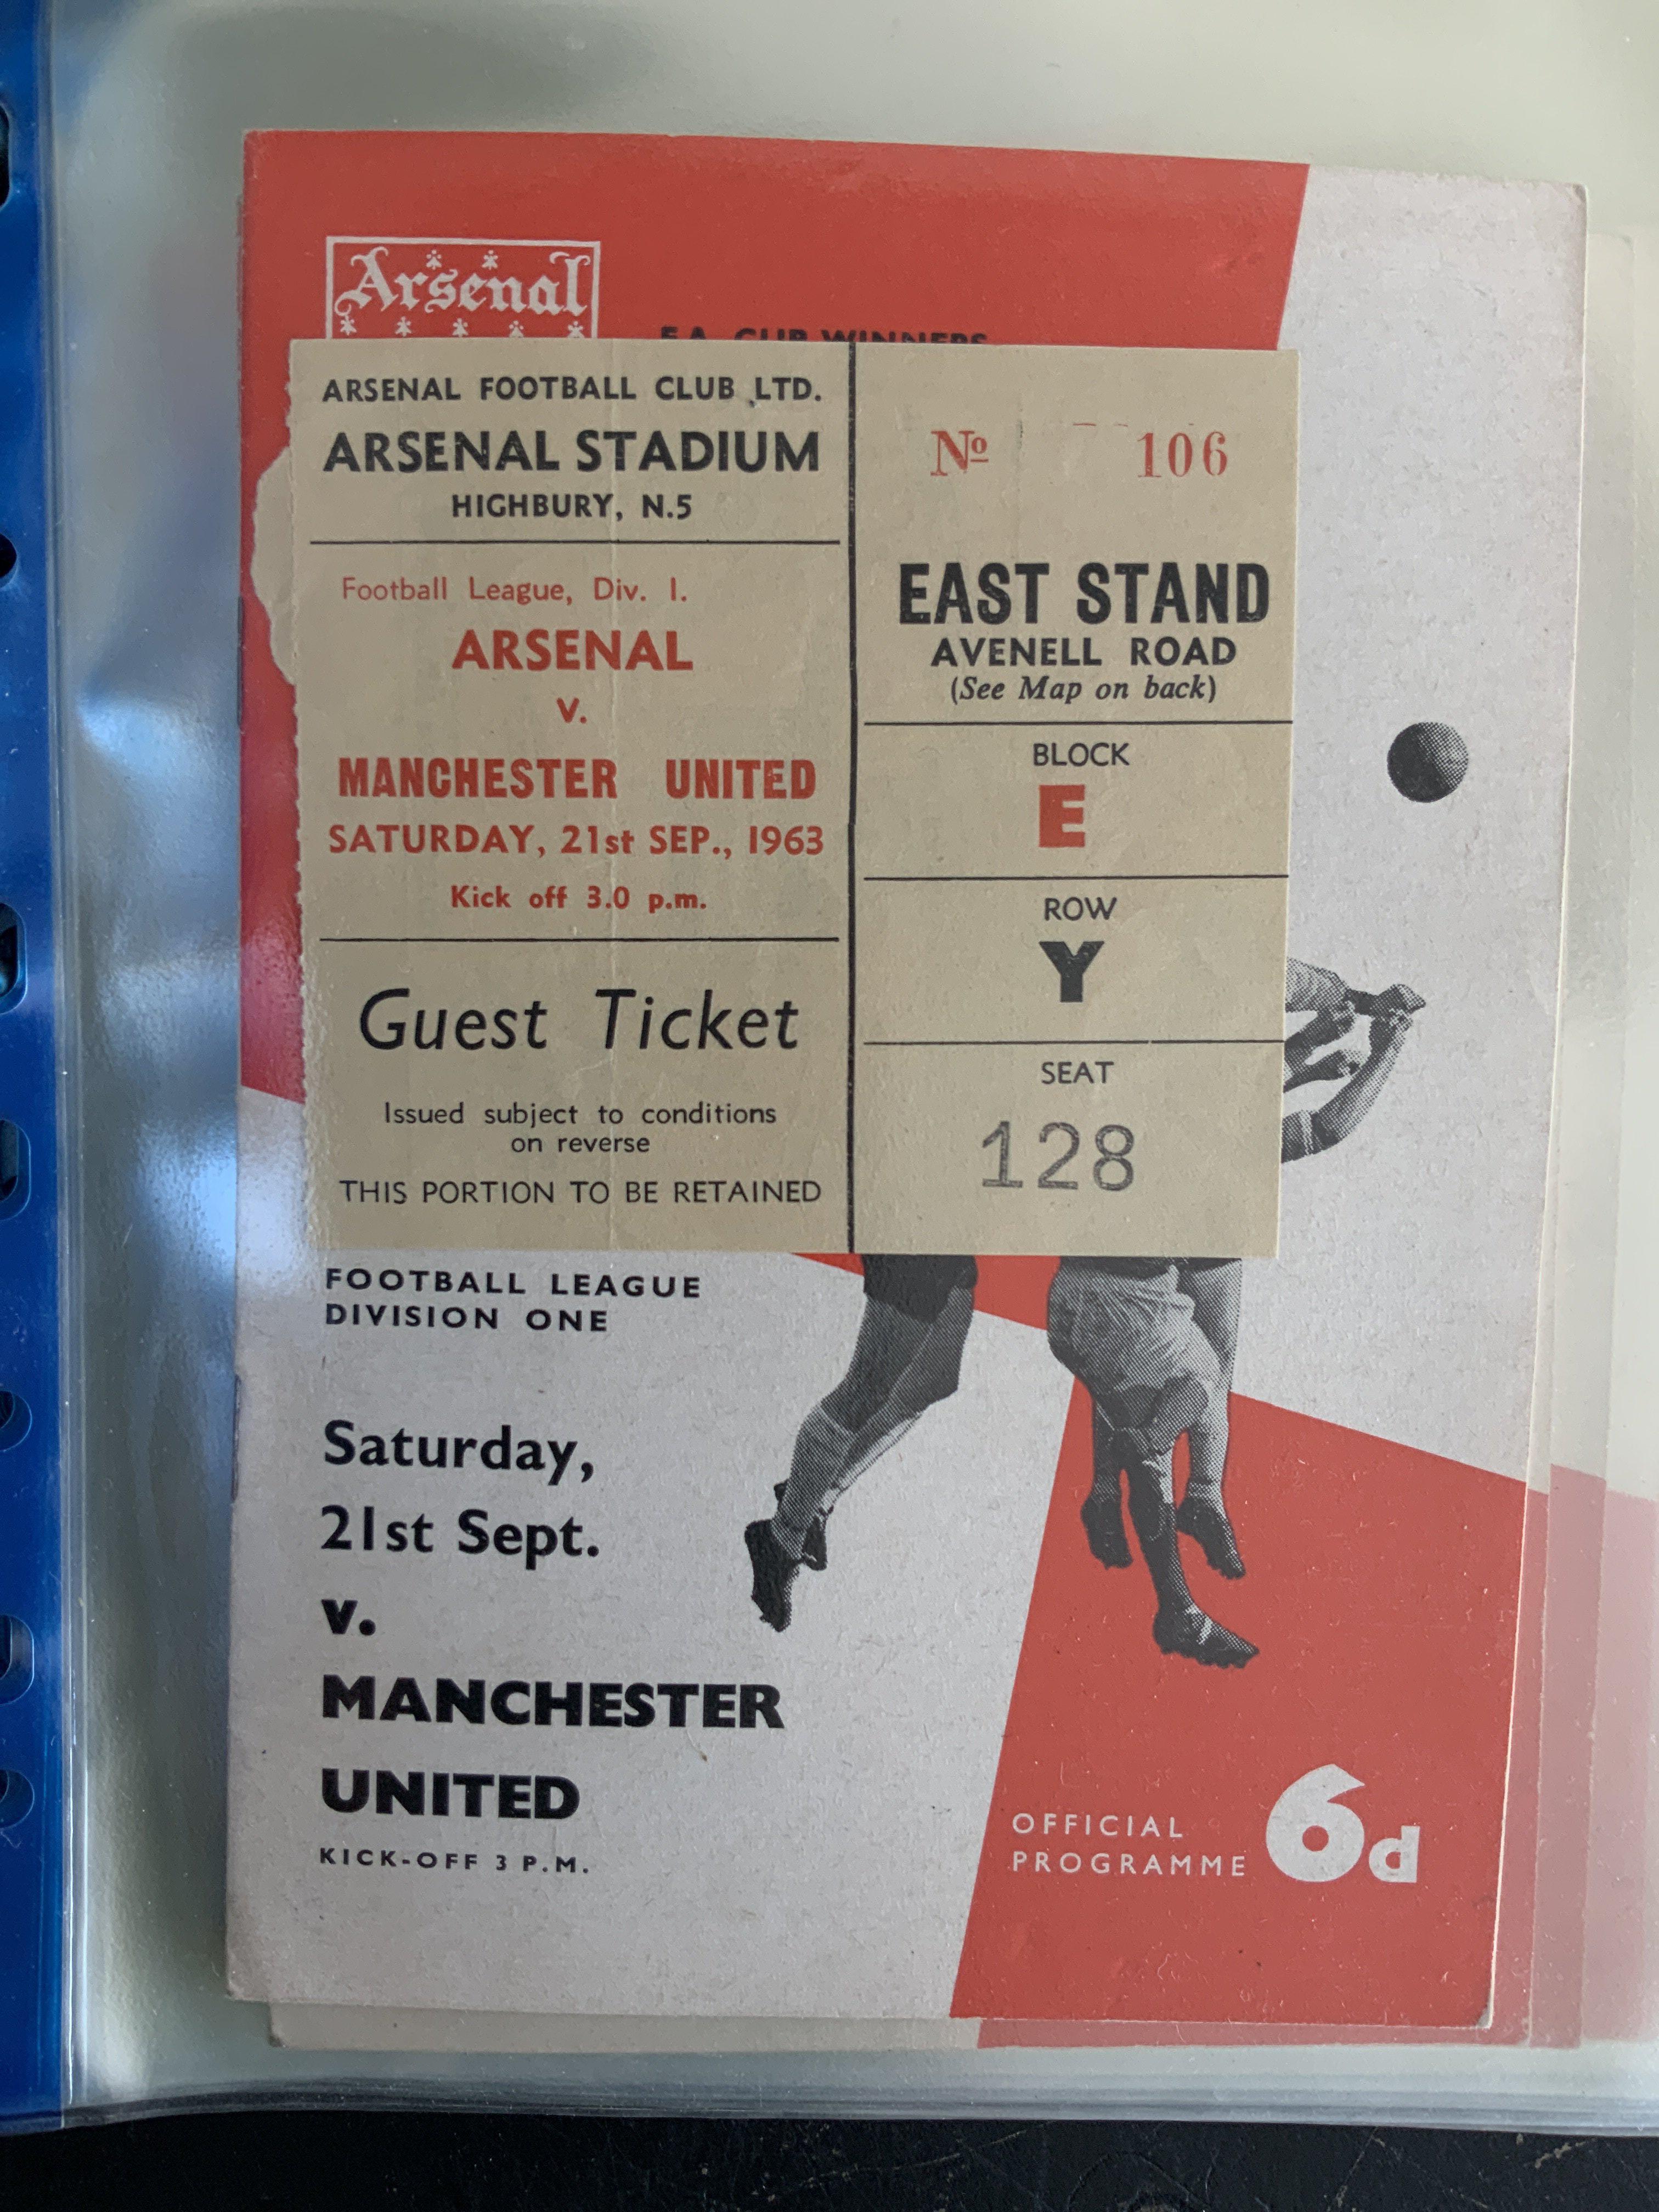 Arsenal
F.A. CUP WINNERS
ARSENAL FOOTBALL CLUB LTD.
ARSENAL STADIUM
HIGHBURY, N.5
Football League, Div. I.
ARSENAL
v.
MANCHESTER UNITED
SATURDAY, 21st SEP., 1963
Kick off 3.0 p.m.
Guest Ticket
Issued subject to conditions
on reverse
THIS PORTION TO BE RETAINED
Nº 106
EAST STAND
AVENELL ROAD
(See Map on back)
BLOCK
E
ROW
Y
SEAT
128
FOOTBALL LEAGUE
DIVISION ONE
Saturday,
21st Sept.
v.
MANCHESTER
UNITED
KICK-OFF 3 P.M.
OFFICIAL
PROGRAMME
6d